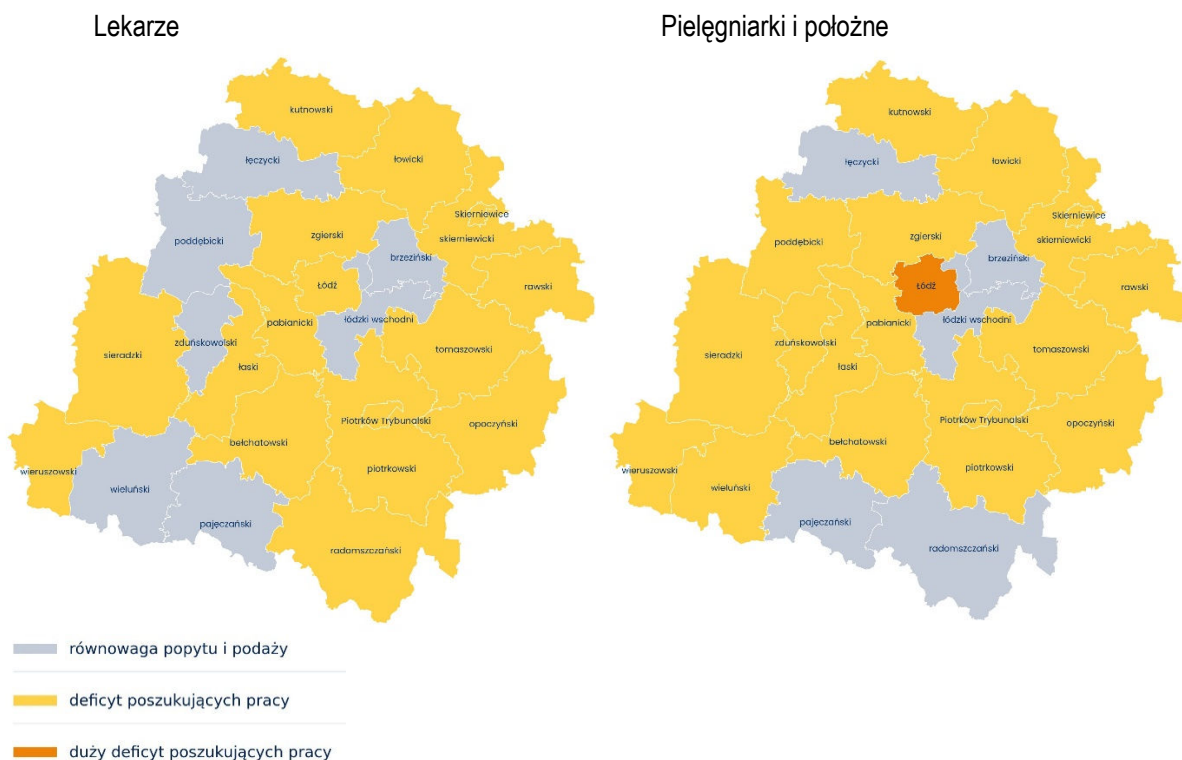 Lekarze
Pielęgniarki i położne
kutnowski
łęczycki
łowicki
Skierniewice
poddębicki
zgierski
skierniewicki
brzeziński
rawski
Łódź
łódzki wschodni
pabianicki
zduńskowolski
sieradzki
łaski
tomaszowski
Piotrków Trybunalski
opoczyński
bełchatowski
piotrkowski
wieruszowski
wieluński
pajęczański
radomszczański
kutnowski
łęczycki
łowicki
Skierniewice
poddębicki
zgierski
skierniewicki
brzeziński
rawski
Łódź
łódzki wschodni
pabianicki
zduńskowolski
sieradzki
łaski
tomaszowski
Piotrków Trybunalski
opoczyński
bełchatowski
piotrkowski
wieruszowski
wieluński
pajęczański
radomszczański
równowaga popytu i podaży
deficyt poszukujących pracy
duży deficyt poszukujących pracy